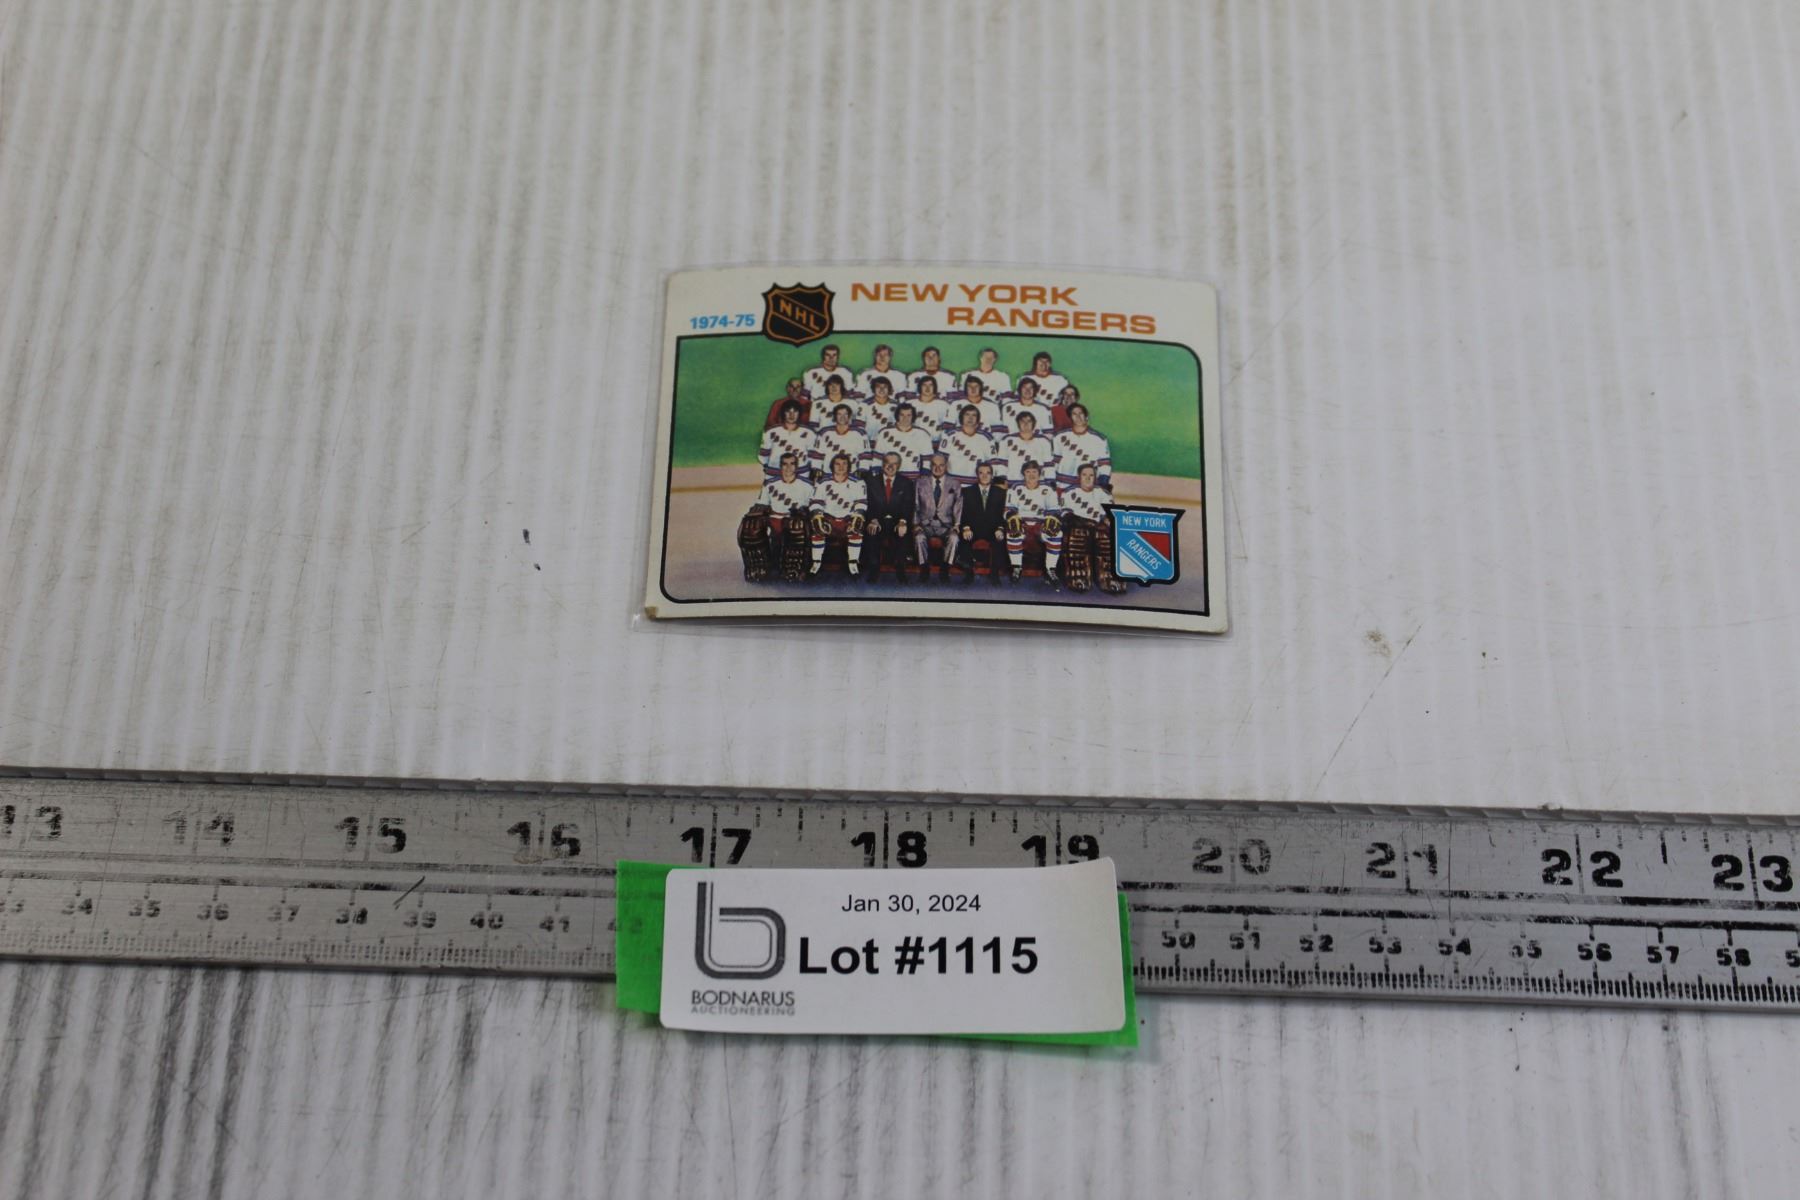 NEW YORK
RANGERS
1974-75
NHL
NEW YORK
RANGERS
13 14 15 16 17 18 19 20 21 22 23
34 35 36 37 38 39 40 41 50 51 52 53 54 55 56 57 58
Jan 30, 2024
Lot #1115
BODNARUS
AUCTIONEERING